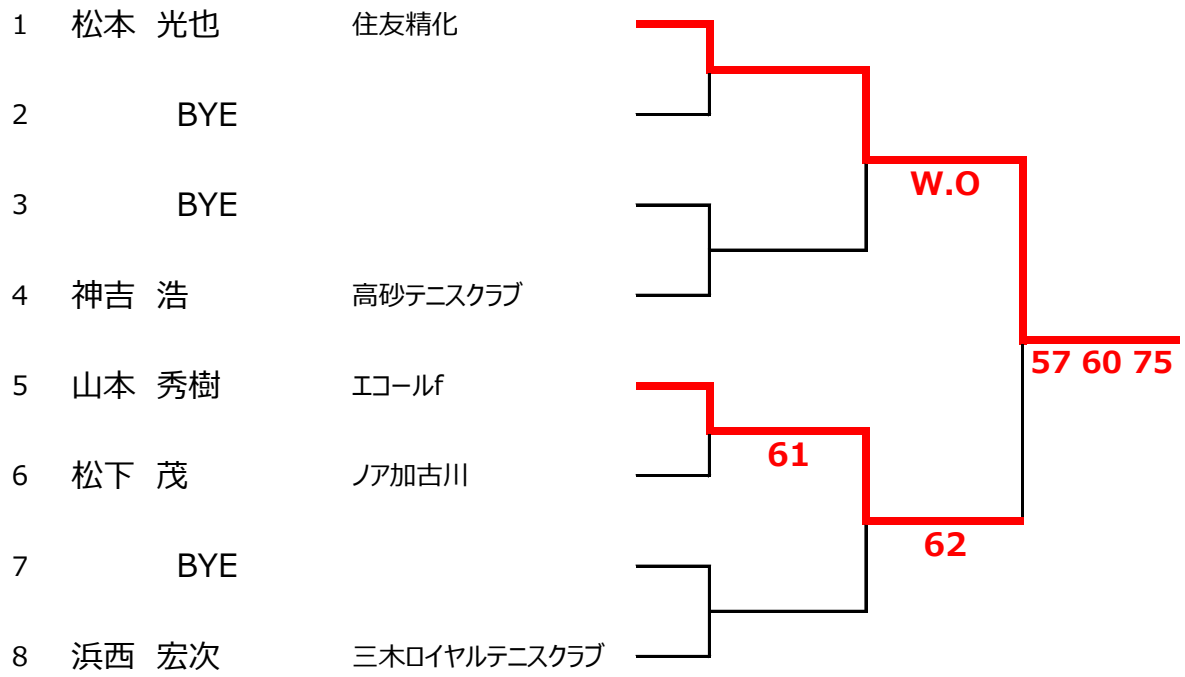 1 松本 光也 住友精化
2 BYE
W.O
3 BYE
4 神吉 浩 高砂テニスクラブ
57 60 75
5 山本 秀樹 エコールf
61
6 松下 茂 ノア加古川
62
7 BYE
8 浜西 宏次 三木ロイヤルテニスクラブ